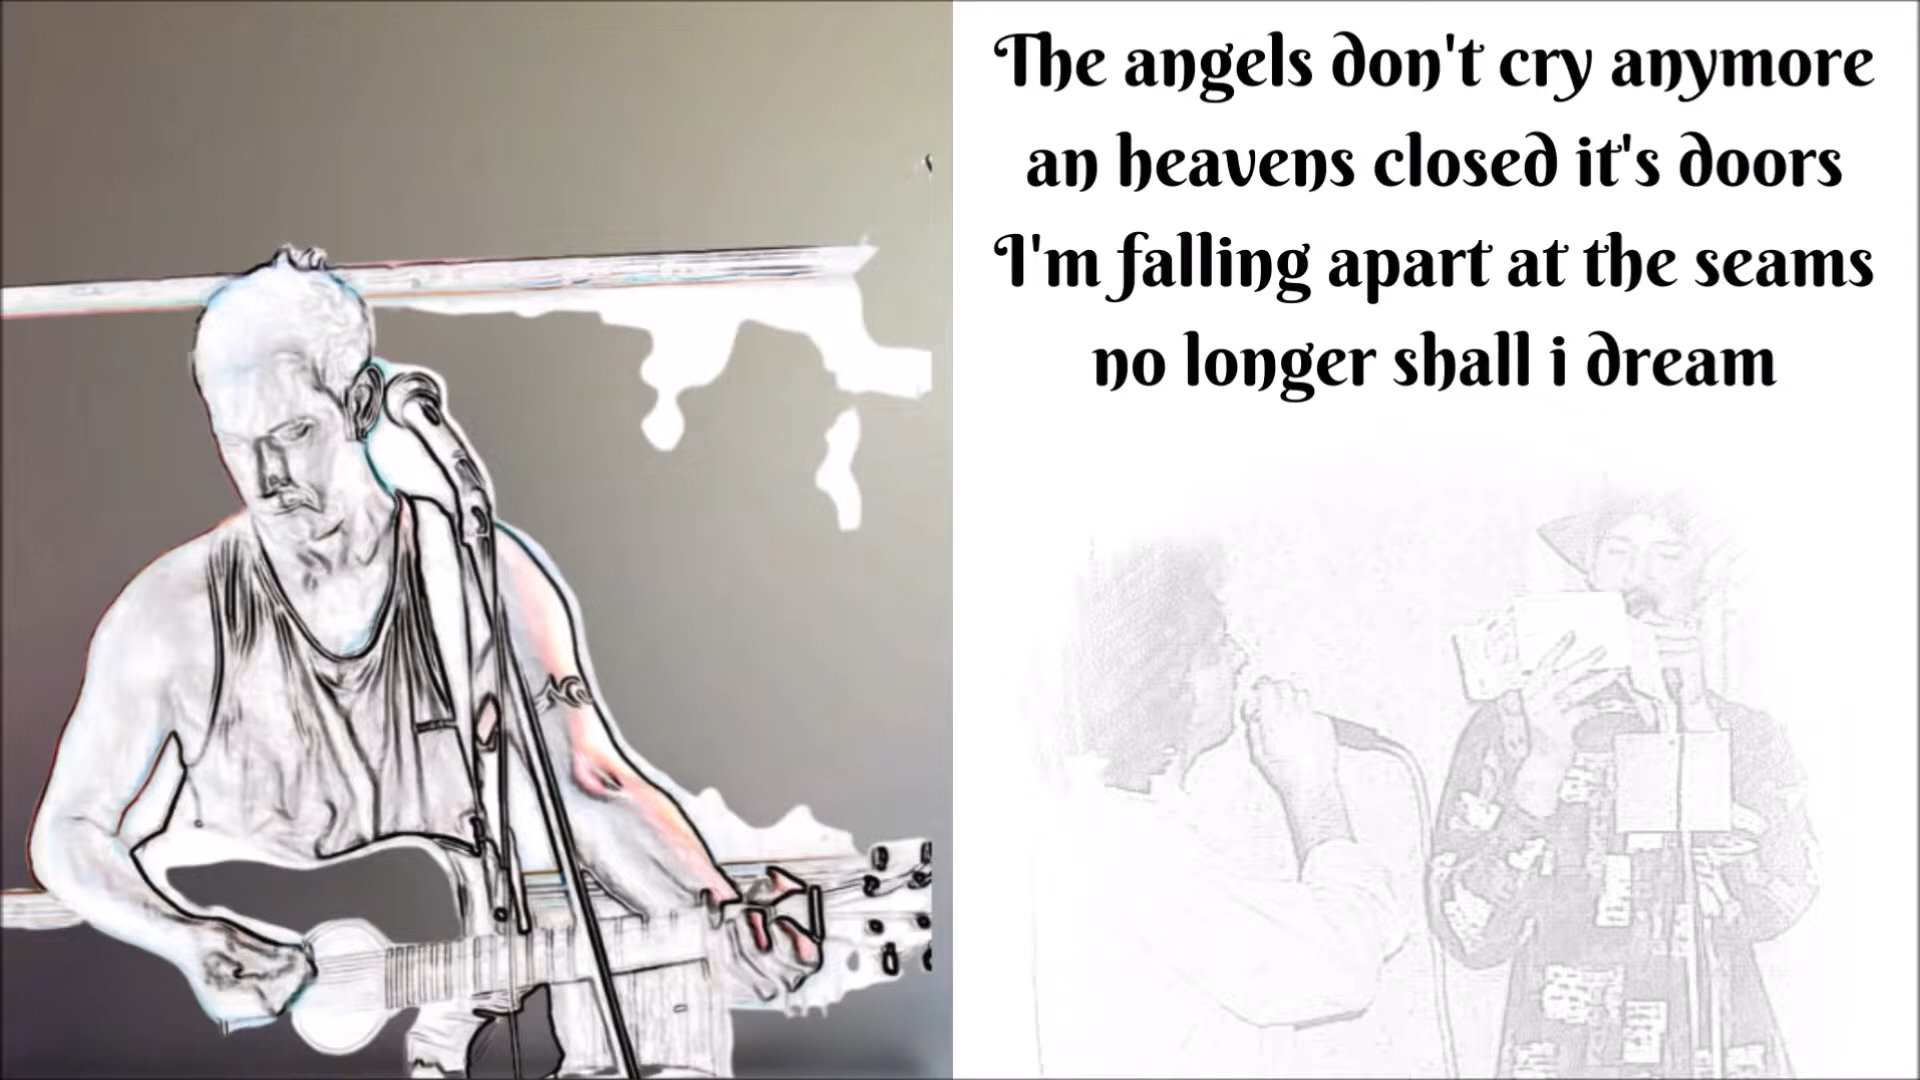 The angels don't cry anymore
an heavens closed it's doors
I'm falling apart at the seams
no longer shall i dream